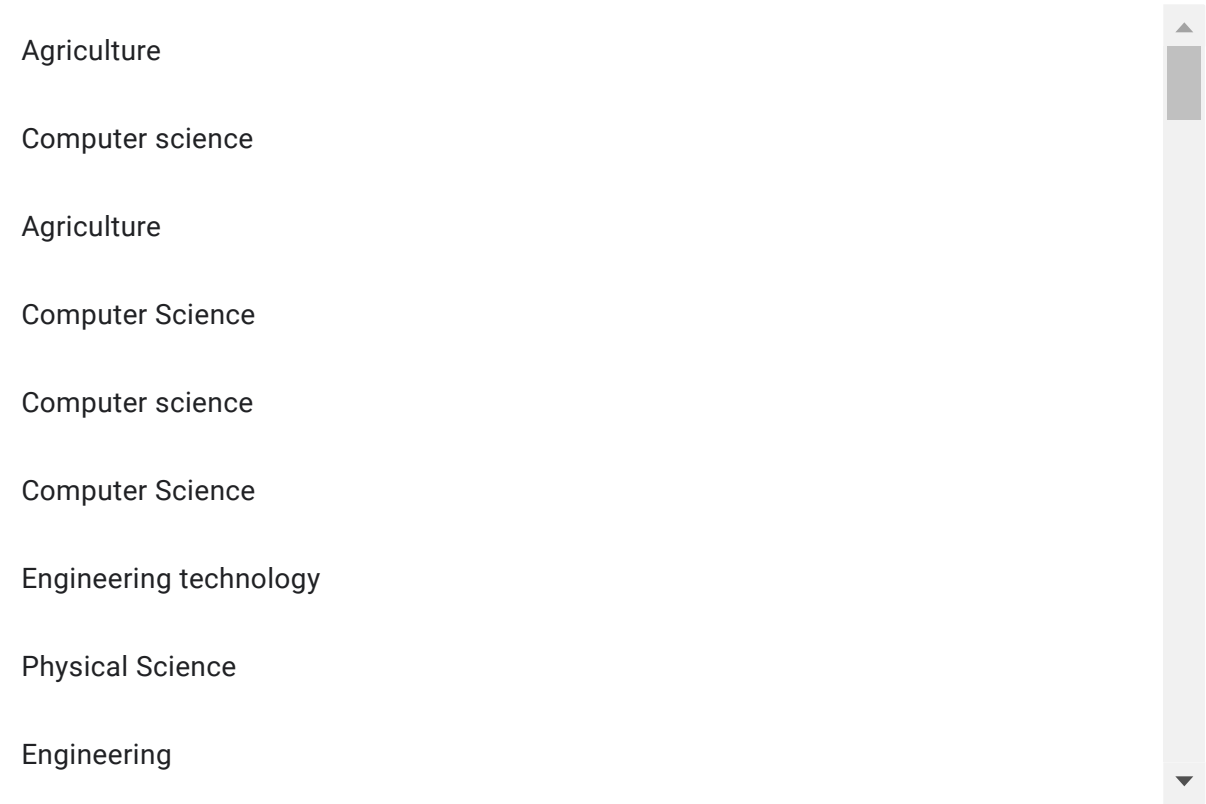 Agriculture
Computer science
Agriculture
Computer Science
Computer science
Computer Science
Engineering technology
Physical Science
Engineering